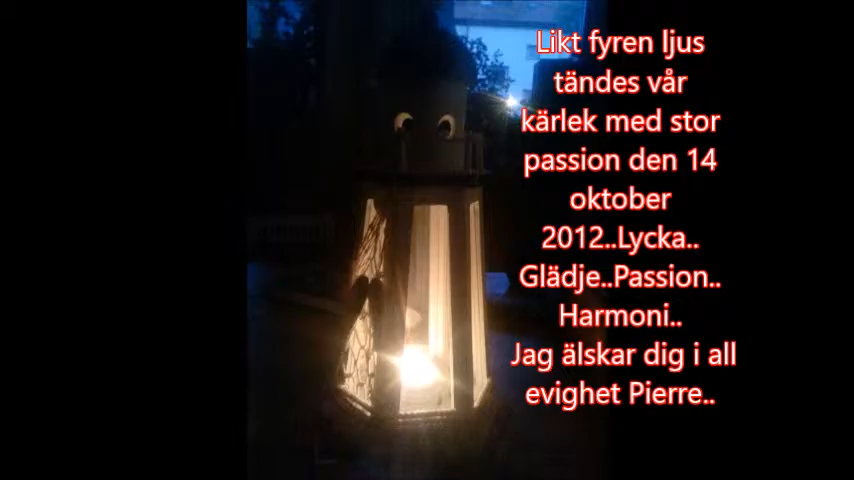 Likt fyren ljus
tändes vår
kärlek med stor
passion den 14
oktober
2012..Lycka..
Glädje..Passion..
Harmoni..
Jag älskar dig i all
evighet Pierre..